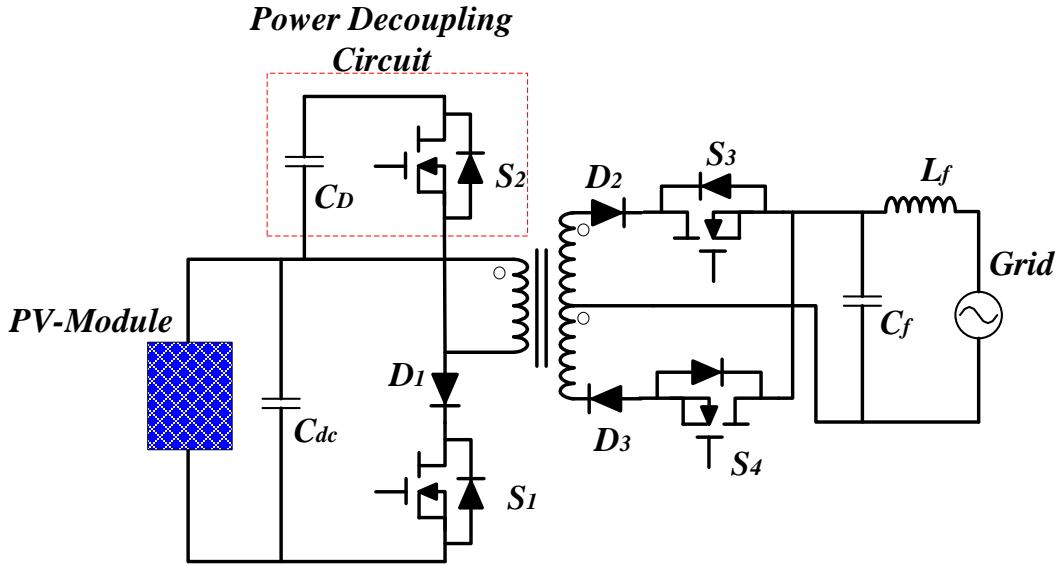 Power Decoupling
Circuit
S2
CD
D2
S3
Lf
Grid
PV-Module
Cf
D1
Cdc
D3
S4
S1